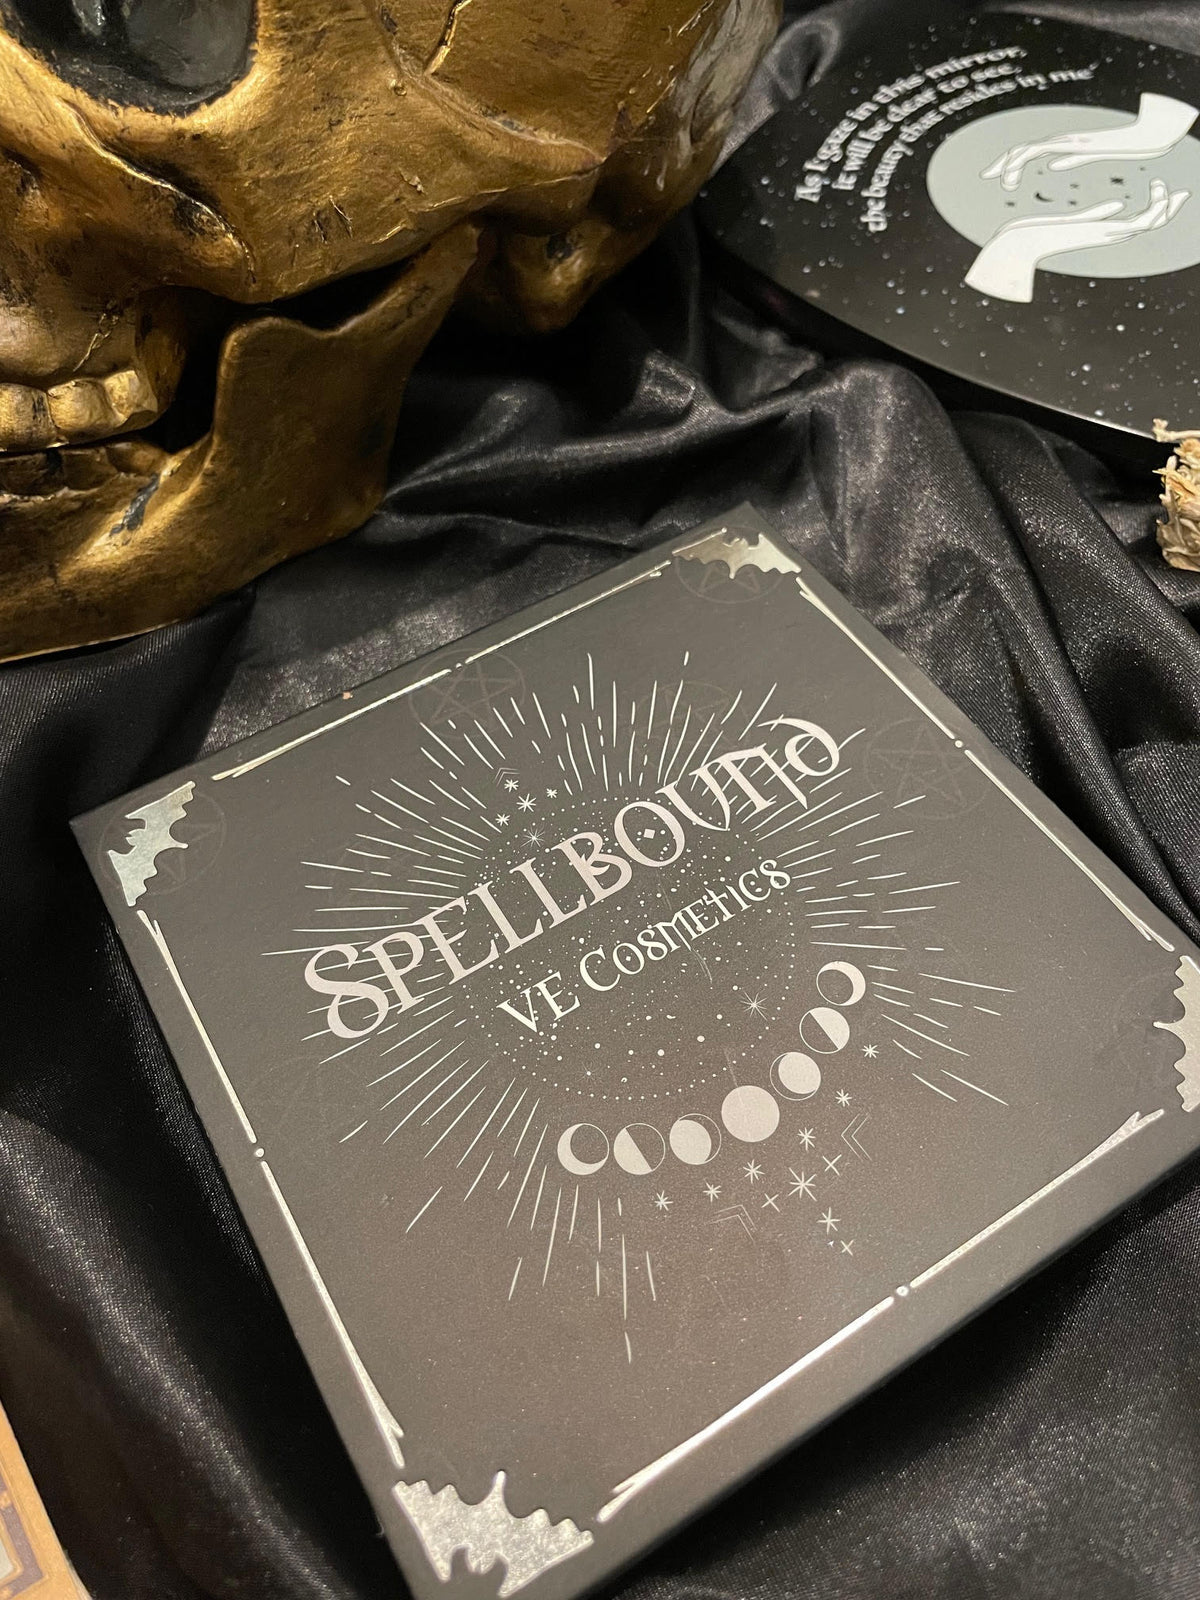 As I gaze in this mirror,
it will be clear to see
the beauty that resides in me
SPELLBOUND
VE COSMETICS